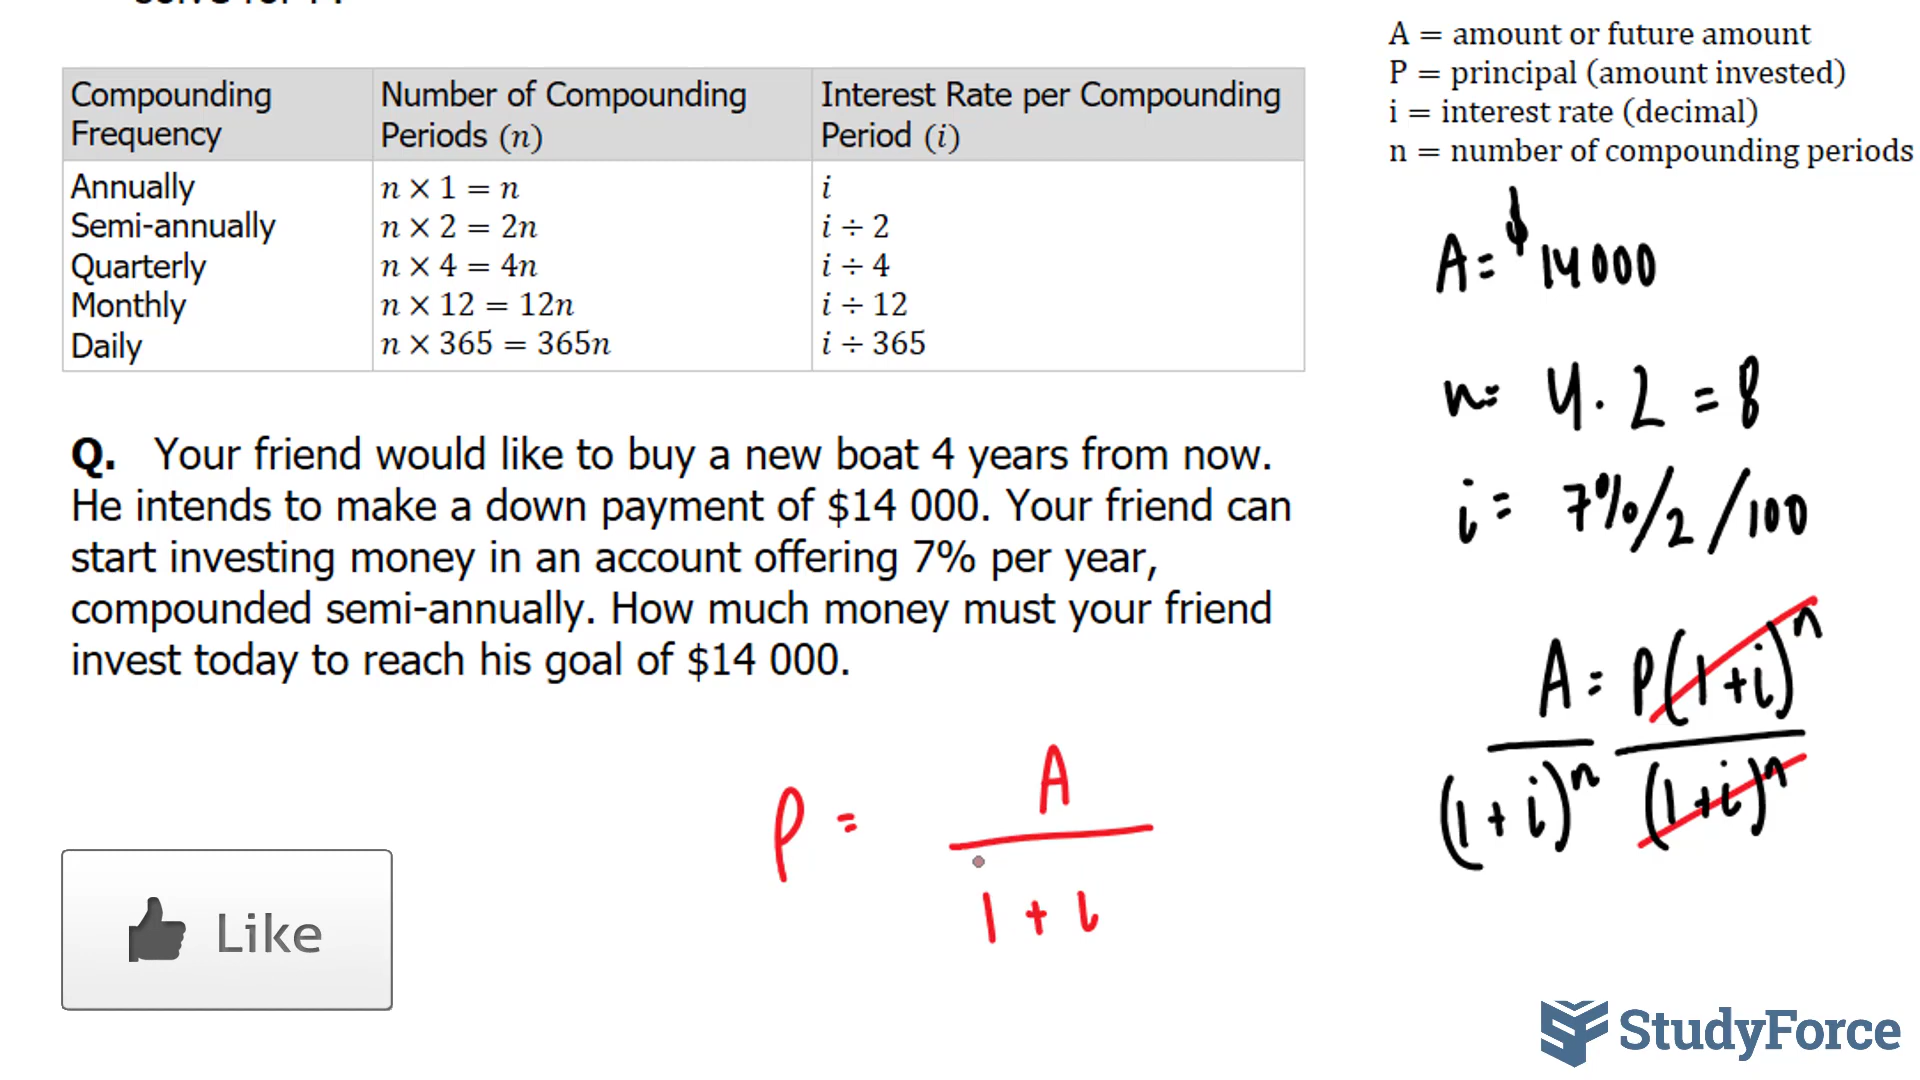 Compounding Frequency | Number of Compounding Periods (n) | Interest Rate per Compounding Period (i)
Annually | n × 1 = n | i
Semi-annually | n × 2 = 2n | i ÷ 2
Quarterly | n × 4 = 4n | i ÷ 4
Monthly | n × 12 = 12n | i ÷ 12
Daily | n × 365 = 365n | i ÷ 365
A = amount or future amount
P = principal (amount invested)
i = interest rate (decimal)
n = number of compounding periods
A = $14000
n = 4 · 2 = 8
i = 7%/2/100
A = P(1+i)^n
(1+i)^n (1+i)^n
Q. Your friend would like to buy a new boat 4 years from now.
He intends to make a down payment of $14 000. Your friend can
start investing money in an account offering 7% per year,
compounded semi-annually. How much money must your friend
invest today to reach his goal of $14 000.
P = A
1 + i
Like
StudyForce